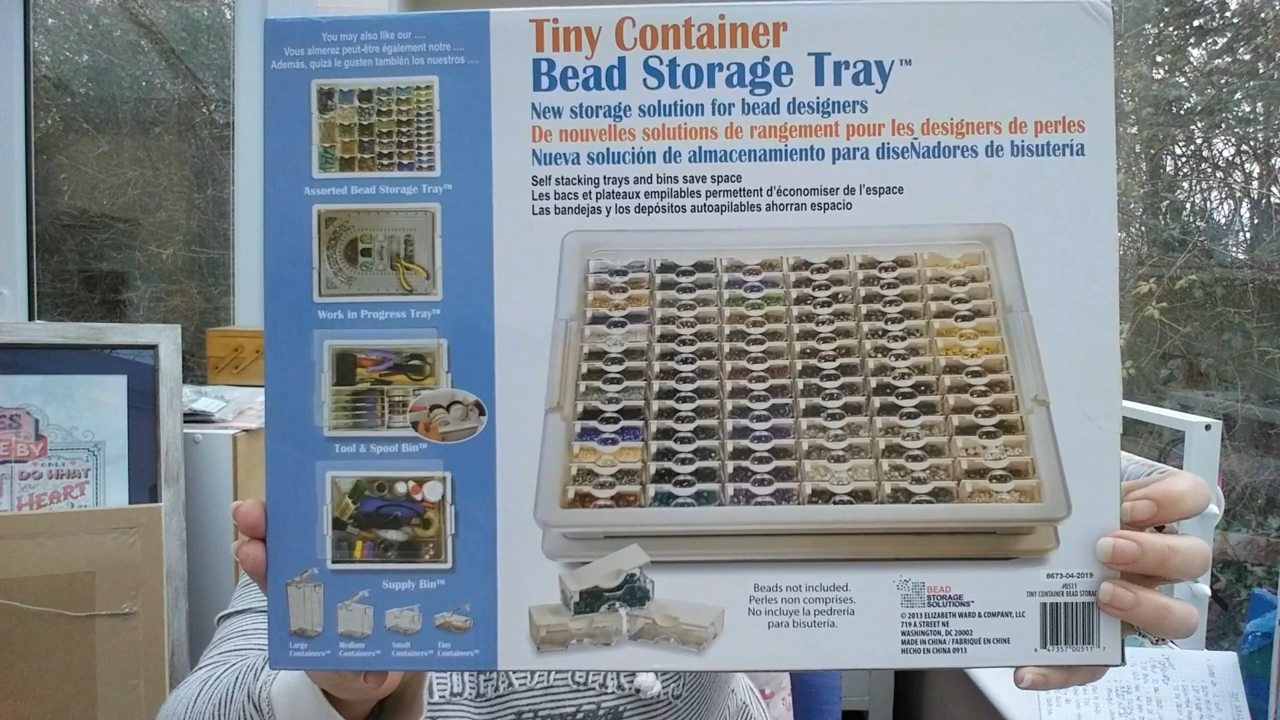 You may also like our ....
Vous aimerez peut-être également notre ....
Además, quizá le gusten también los nuestros ....
Assorted Bead Storage Tray™
Work in Progress Tray™
Tool & Spool Bin™
Supply Bin™
Large Containers™
Medium Containers™
Small Containers™
Tiny Containers™
Tiny Container
Bead Storage Tray™
New storage solution for bead designers
De nouvelles solutions de rangement pour les designers de perles
Nueva solución de almacenamiento para diseÑadores de bisutería
Self stacking trays and bins save space
Les bacs et plateaux empilables permettent d'économiser de l'espace
Las bandejas y los depósitos autoapilables ahorran espacio
Beads not included.
Perles non comprises.
No incluye la pedrería
para bisutería.
BEAD
STORAGE
SOLUTIONS™
© 2013 ELIZABETH WARD & COMPANY, LLC
719 A STREET NE
WASHINGTON, DC 20002
MADE IN CHINA / FABRIQUÉ EN CHINE
HECHO EN CHINA 0913
8673-04-2019
#0511
TINY CONTAINER BEAD STORAG
8 47357 00511 7
E BY
ONLY
DO WHAT
your
HEART